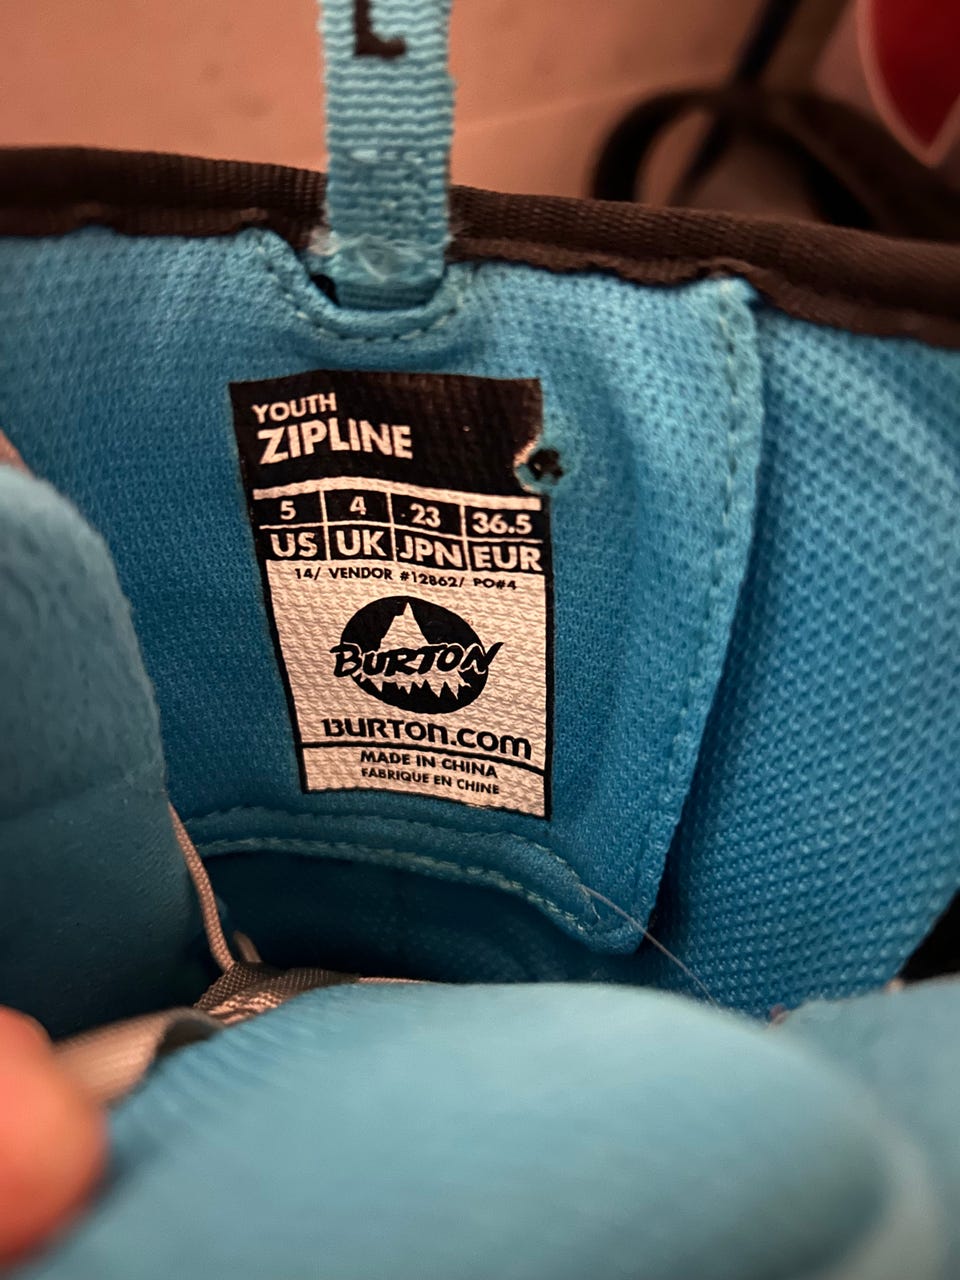 L
YOUTH
ZIPLINE
5 4 23 36.5
US UK JPN EUR
14/ VENDOR #12862/ PO#4
BURTON
BURTON.COM
MADE IN CHINA
FABRIQUE EN CHINE